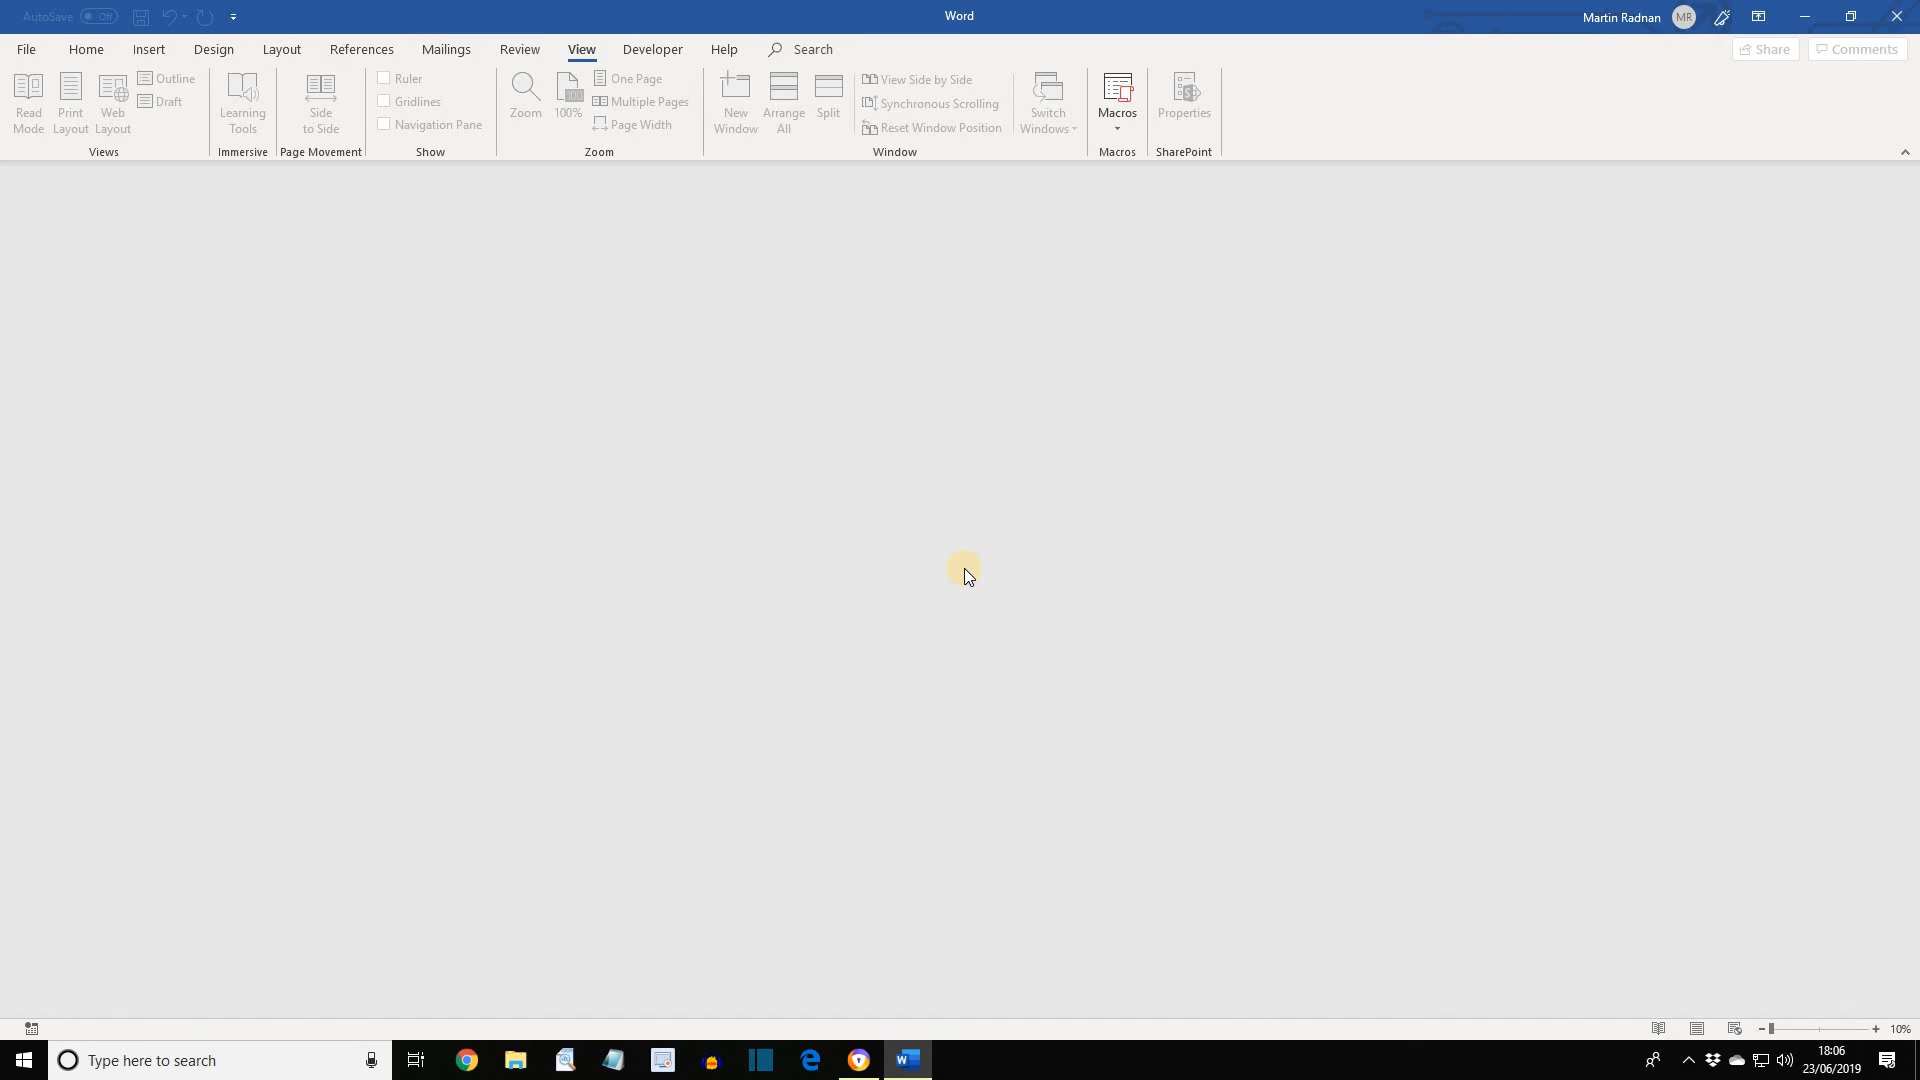 AutoSave Off
Word
Martin Radnan MR
File Home Insert Design Layout References Mailings Review View Developer Help Search
Share Comments
Read Mode
Print Layout
Web Layout
Outline
Draft
Views
Learning Tools
Immersive
Side to Side
Page Movement
Ruler
Gridlines
Navigation Pane
Show
Zoom
100
100%
One Page
Multiple Pages
Page Width
Zoom
New Window
Arrange All
Split
View Side by Side
Synchronous Scrolling
Reset Window Position
Switch Windows
Window
Macros
Macros
Properties
SharePoint
10%
Type here to search
18:06
23/06/2019